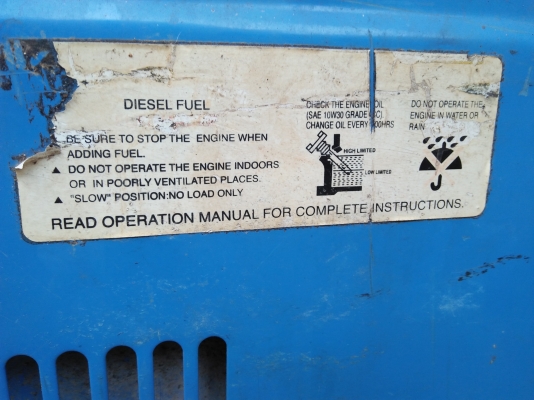 DIESEL FUEL
BE SURE TO STOP THE ENGINE WHEN
ADDING FUEL.
▲ DO NOT OPERATE THE ENGINE INDOORS
OR IN POORLY VENTILATED PLACES.
▲ "SLOW" POSITION:NO LOAD ONLY
READ OPERATION MANUAL FOR COMPLETE INSTRUCTIONS.
CHECK THE ENGINE OIL
(SAE 10W30 GRADE
CHANGE OIL EVERY
HIGH LIMITED
LOW LIMITED
DO NOT OPERATE THE
ENGINE IN WATER OR
RAIN